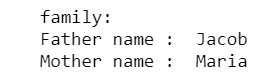 family:
Father name :  Jacob
Mother name :  Maria